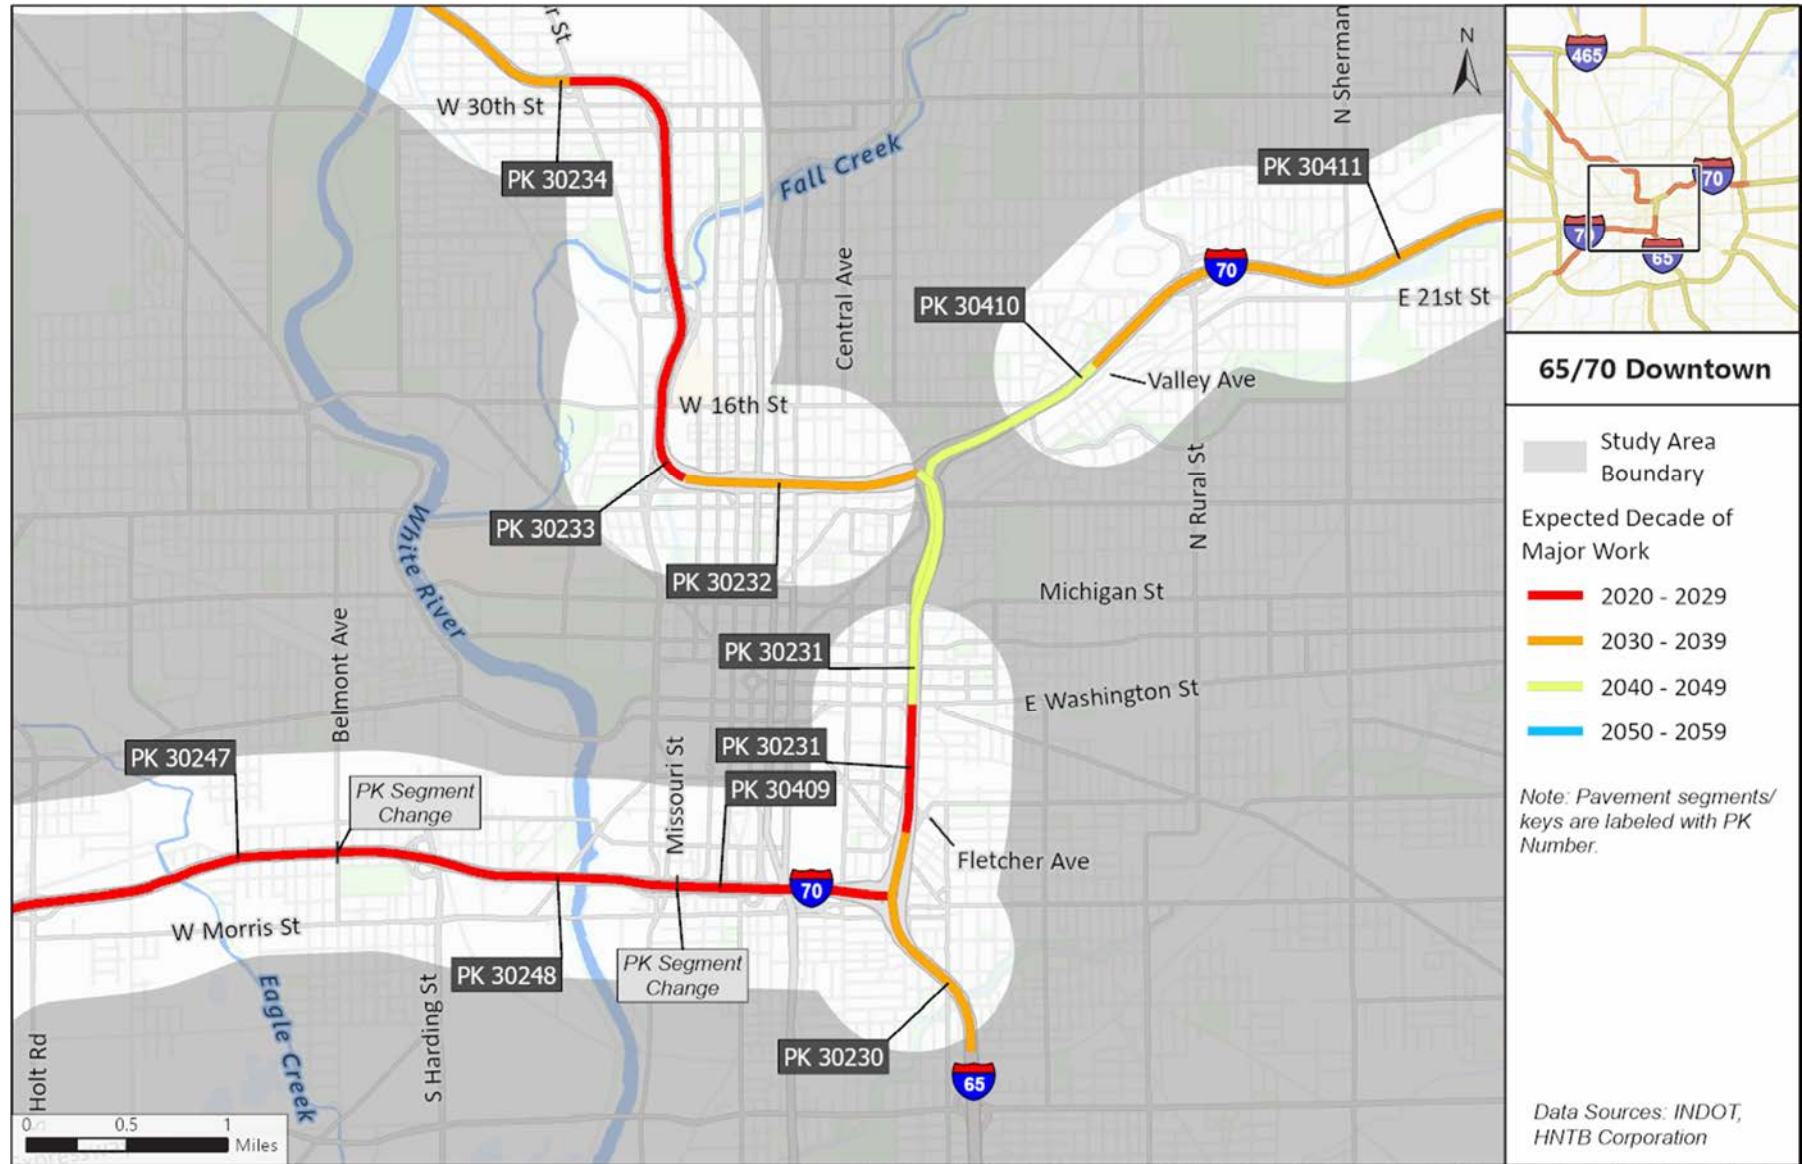 r St
W 30th St
PK 30234
Fall Creek
Central Ave
N Sherman
N
PK 30411
70
E 21st St
PK 30410
Valley Ave
W 16th St
PK 30233
PK 30232
White River
N Rural St
Michigan St
PK 30231
E Washington St
Belmont Ave
PK 30247
PK Segment
Change
Missouri St
PK 30231
PK 30409
70
Fletcher Ave
W Morris St
PK 30248
PK Segment
Change
PK 30230
65
Eagle Creek
S Harding St
Holt Rd
0 0.5 1
Miles
465
70
70
65
65/70 Downtown
Study Area
Boundary
Expected Decade of
Major Work
2020 - 2029
2030 - 2039
2040 - 2049
2050 - 2059
Note: Pavement segments/
keys are labeled with PK
Number.
Data Sources: INDOT,
HNTB Corporation